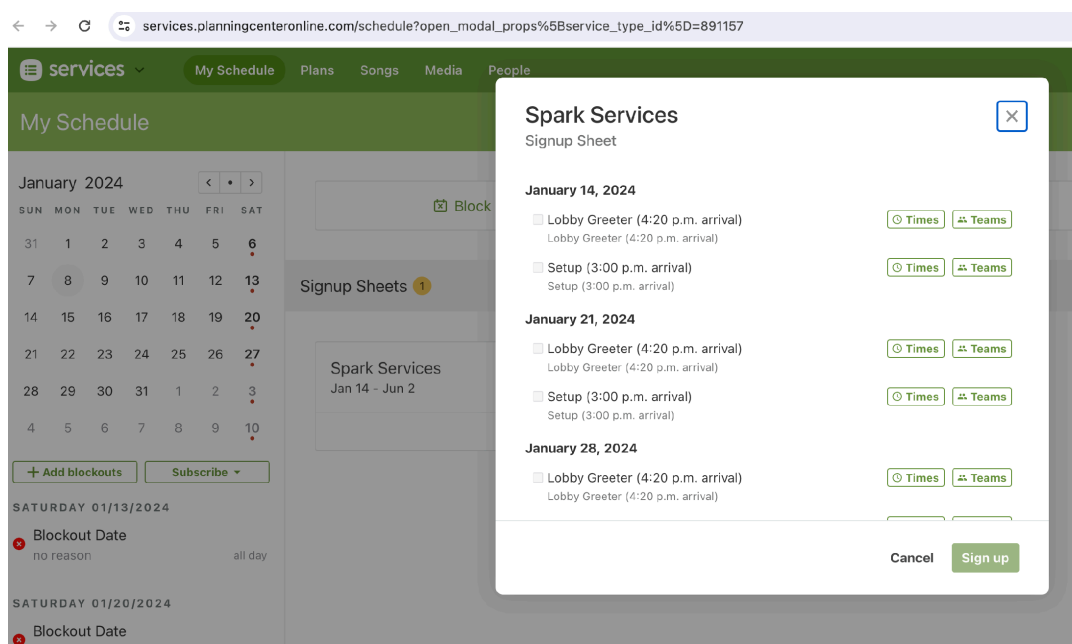 services.planningcenteronline.com/schedule?open_modal_props%5Bservice_type_id%5D=891157
services My Schedule Plans Songs Media People
My Schedule
January 2024
SUN MON TUE WED THU FRI SAT
31 1 2 3 4 5 6
7 8 9 10 11 12 13
14 15 16 17 18 19 20
21 22 23 24 25 26 27
28 29 30 31 1 2 3
4 5 6 7 8 9 10
+ Add blockouts Subscribe
SATURDAY 01/13/2024
Blockout Date
no reason all day
SATURDAY 01/20/2024
Blockout Date
Block
Signup Sheets 1
Spark Services
Jan 14 - Jun 2
Spark Services
Signup Sheet
January 14, 2024
Lobby Greeter (4:20 p.m. arrival) Times Teams
Lobby Greeter (4:20 p.m. arrival)
Setup (3:00 p.m. arrival) Times Teams
Setup (3:00 p.m. arrival)
January 21, 2024
Lobby Greeter (4:20 p.m. arrival) Times Teams
Lobby Greeter (4:20 p.m. arrival)
Setup (3:00 p.m. arrival) Times Teams
Setup (3:00 p.m. arrival)
January 28, 2024
Lobby Greeter (4:20 p.m. arrival) Times Teams
Lobby Greeter (4:20 p.m. arrival)
Cancel Sign up